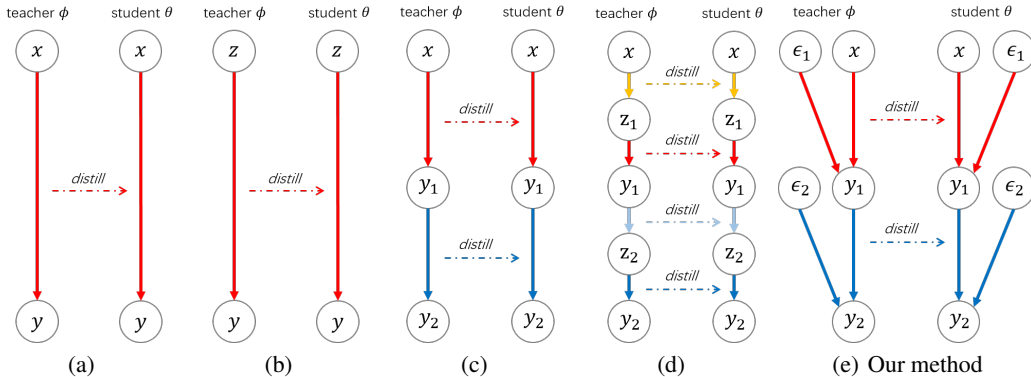 teacher ϕ student θ teacher ϕ student θ teacher ϕ student θ teacher ϕ student θ teacher ϕ student θ
x x z z x x x x ϵ₁ x x ϵ₁
distill
distill distill
z₁ z₁
distill
distill distill y₁ y₁ y₁ y₁ ϵ₂ y₁ y₁ ϵ₂
distill
distill distill
z₂ z₂
distill
y y y y y₂ y₂ y₂ y₂ y₂ y₂
(a) (b) (c) (d) (e) Our method